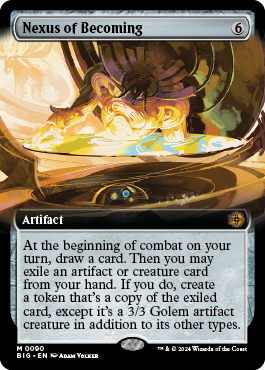 Nexus of Becoming 6
Artifact
At the beginning of combat on your
turn, draw a card. Then you may
exile an artifact or creature card
from your hand. If you do, create
a token that's a copy of the exiled
card, except it's a 3/3 Golem artifact
creature in addition to its other types.
M 0090
BIG • EN Adam Volker
™ & © 2024 Wizards of the Coast